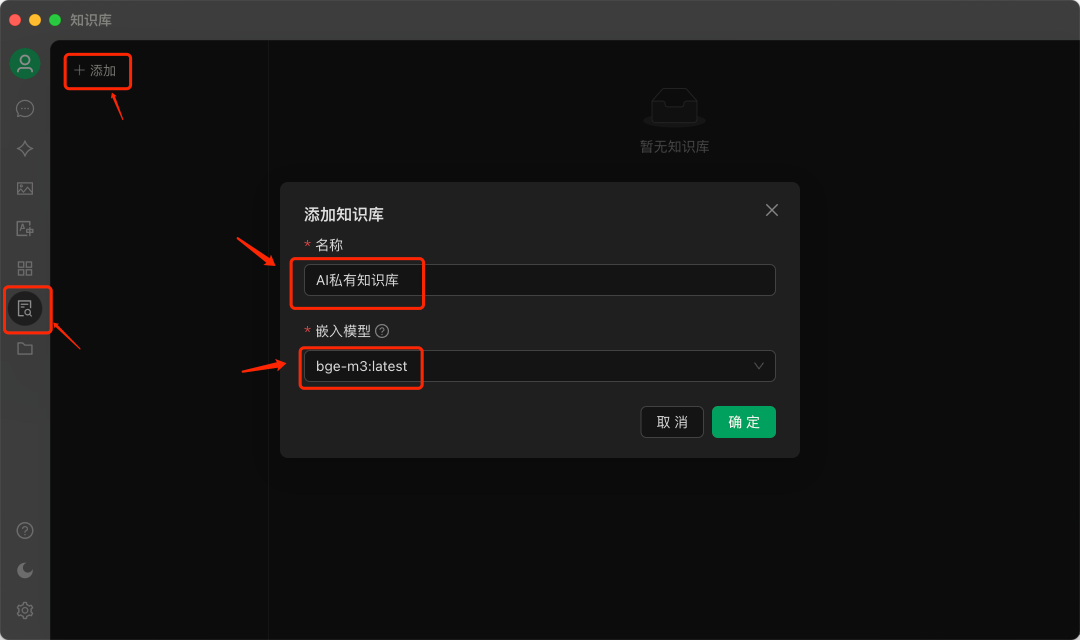 知识库
添加
暂无知识库
添加知识库
* 名称
AI私有知识库
* 嵌入模型
bge-m3:latest
取 消
确 定